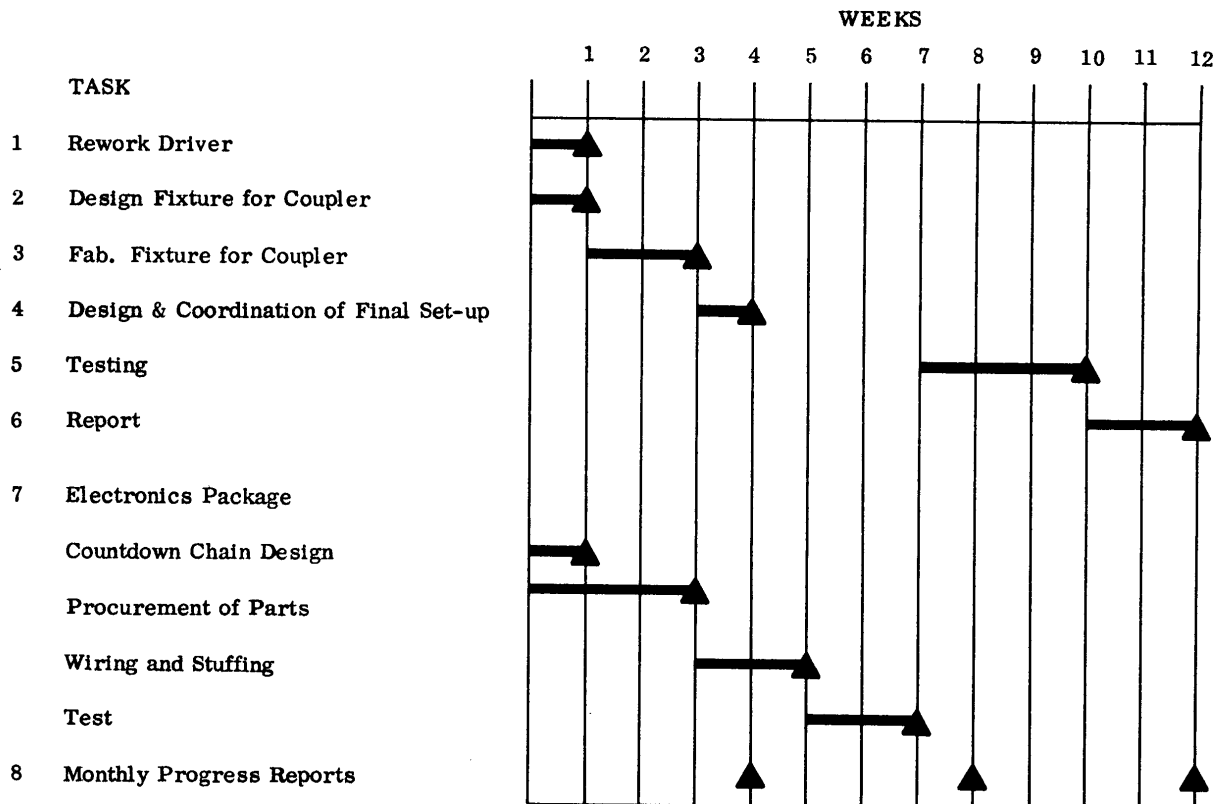 WEEKS
1 2 3 4 5 6 7 8 9 10 11 12
TASK
1 Rework Driver
2 Design Fixture for Coupler
3 Fab. Fixture for Coupler
4 Design & Coordination of Final Set-up
5 Testing
6 Report
7 Electronics Package
Countdown Chain Design
Procurement of Parts
Wiring and Stuffing
Test
8 Monthly Progress Reports